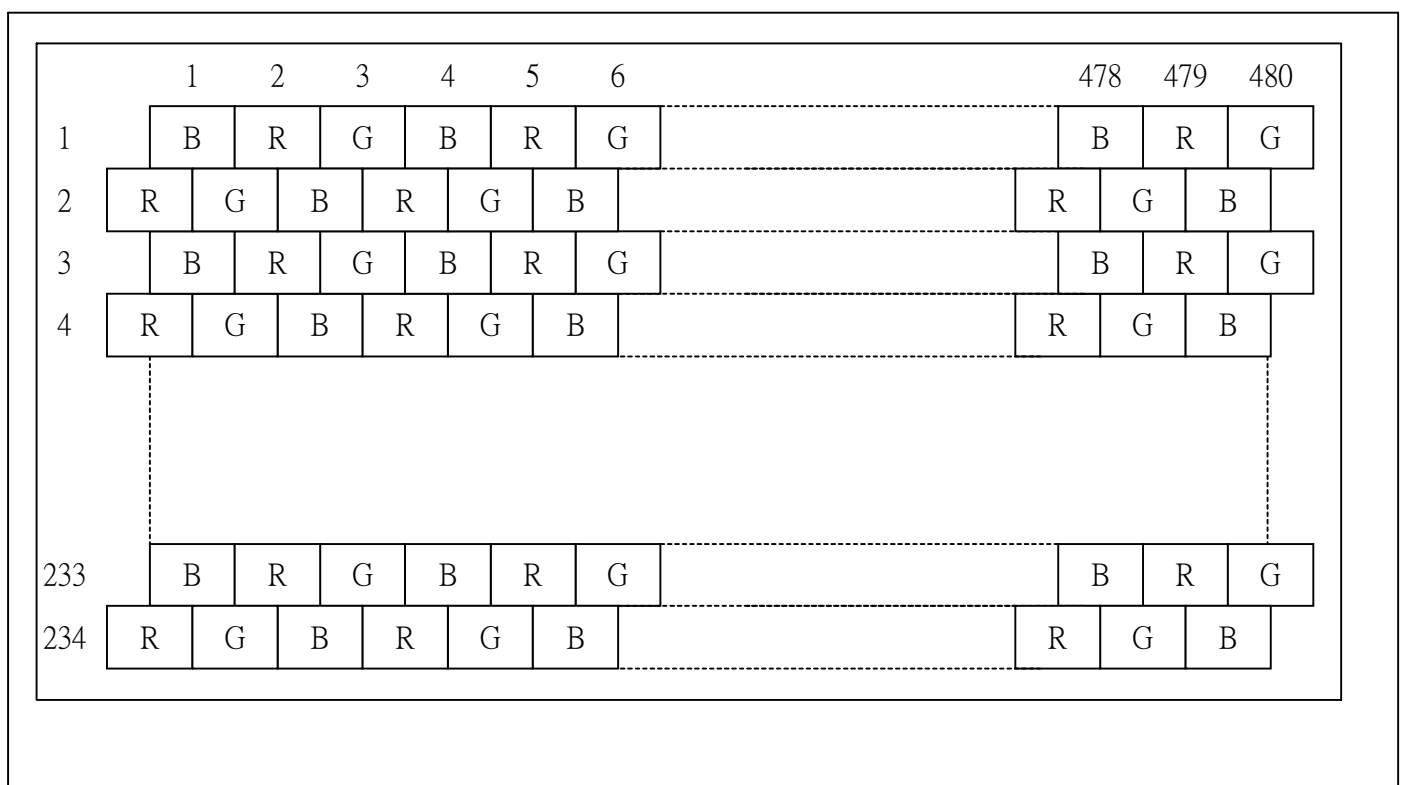 1 2 3 4 5 6 478 479 480
1 B R G B R G B R G
2 R G B R G B R G B
3 B R G B R G B R G
4 R G B R G B R G B
233 B R G B R G B R G
234 R G B R G B R G B